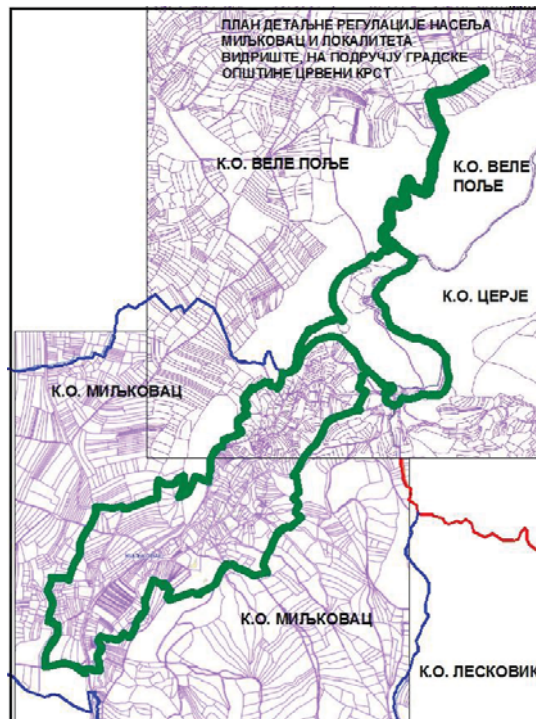 ПЛАН ДЕТАЉНЕ РЕГУЛАЦИЈЕ НАСЕЉА
МИЉКОВАЦ И ЛОКАЛИТЕТА
ВИДРИШТЕ, НА ПОДРУЧЈУ ГРАДСКЕ
ОПШТИНЕ ЦРВЕНИ КРСТ
К.О. ВЕЛЕ ПОЉЕ
К.О. ВЕЛЕ
ПОЉЕ
К.О. ЦЕРЈЕ
К.О. МИЉКОВАЦ
К.О. МИЉКОВАЦ
К.О. ЛЕСКОВИК